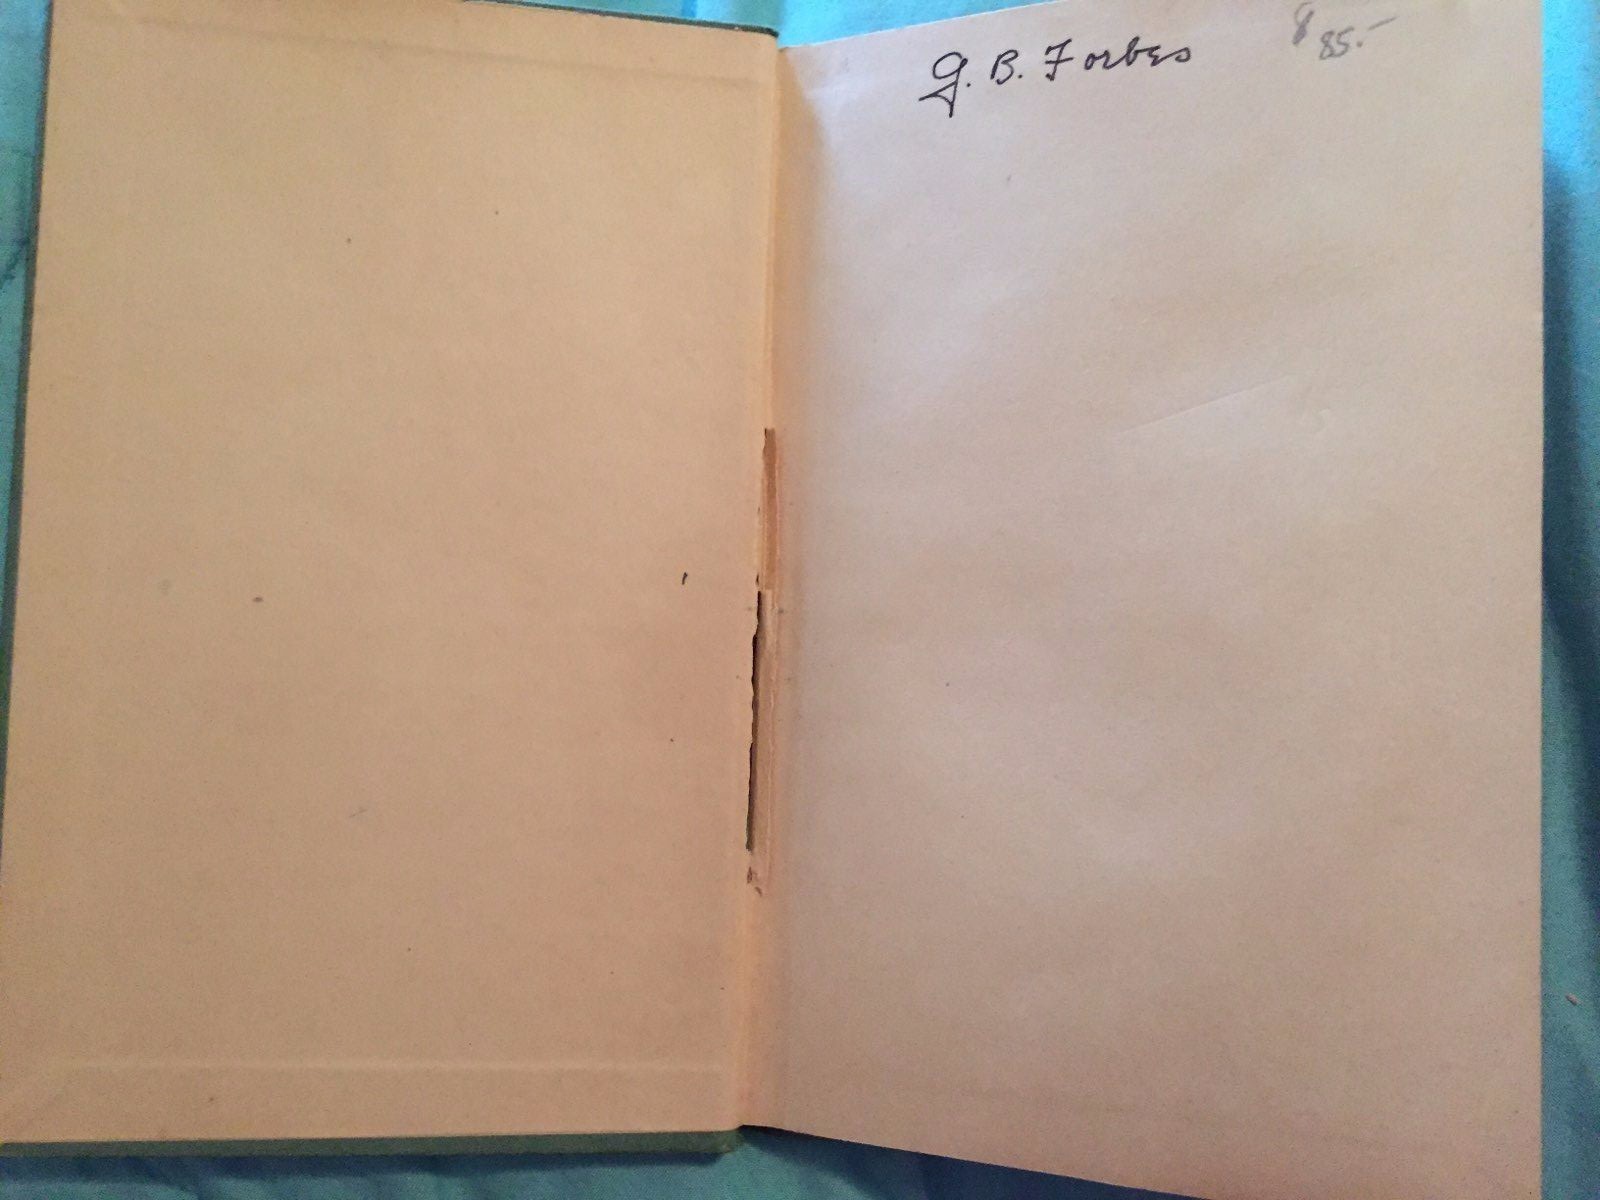 G. B. Forbes
$ 85.-